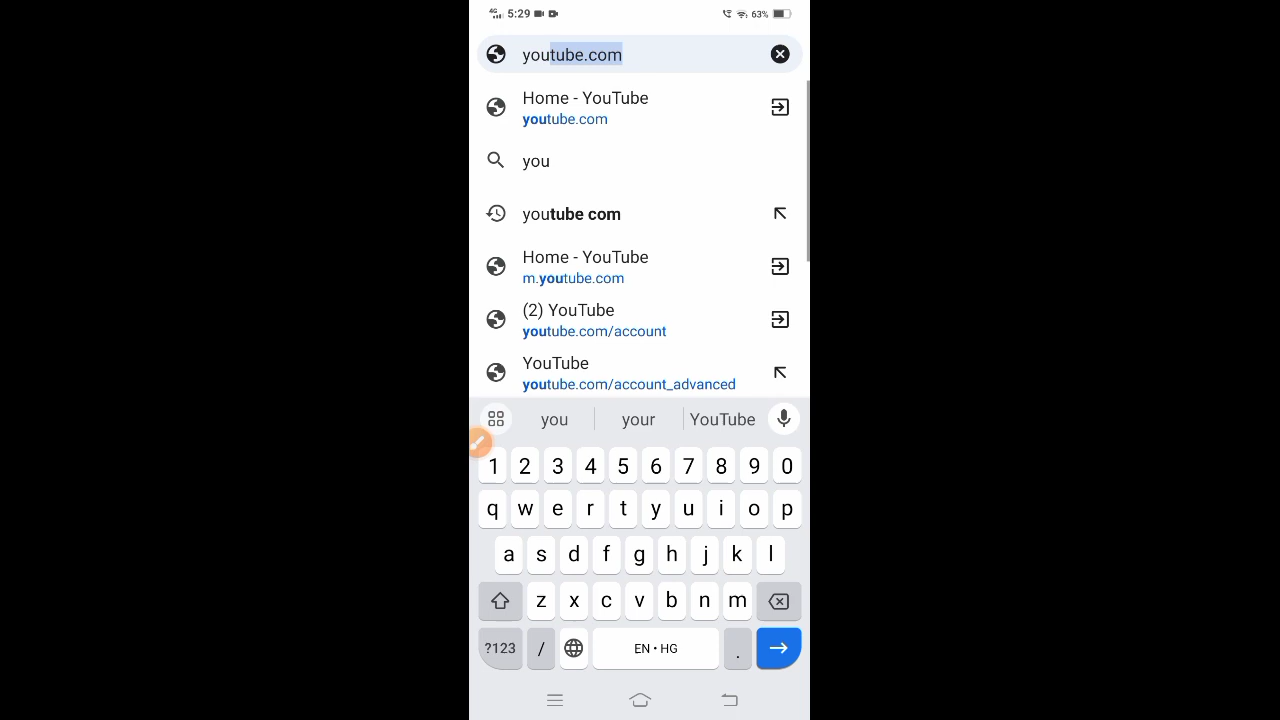 4G 5:29 63%
youtube.com
Home - YouTube
youtube.com
you
youtube com
Home - YouTube
m.youtube.com
(2) YouTube
youtube.com/account
YouTube
youtube.com/account_advanced
you your YouTube
1 2 3 4 5 6 7 8 9 0
q w e r t y u i o p
a s d f g h j k l
z x c v b n m
?123 / EN • HG .